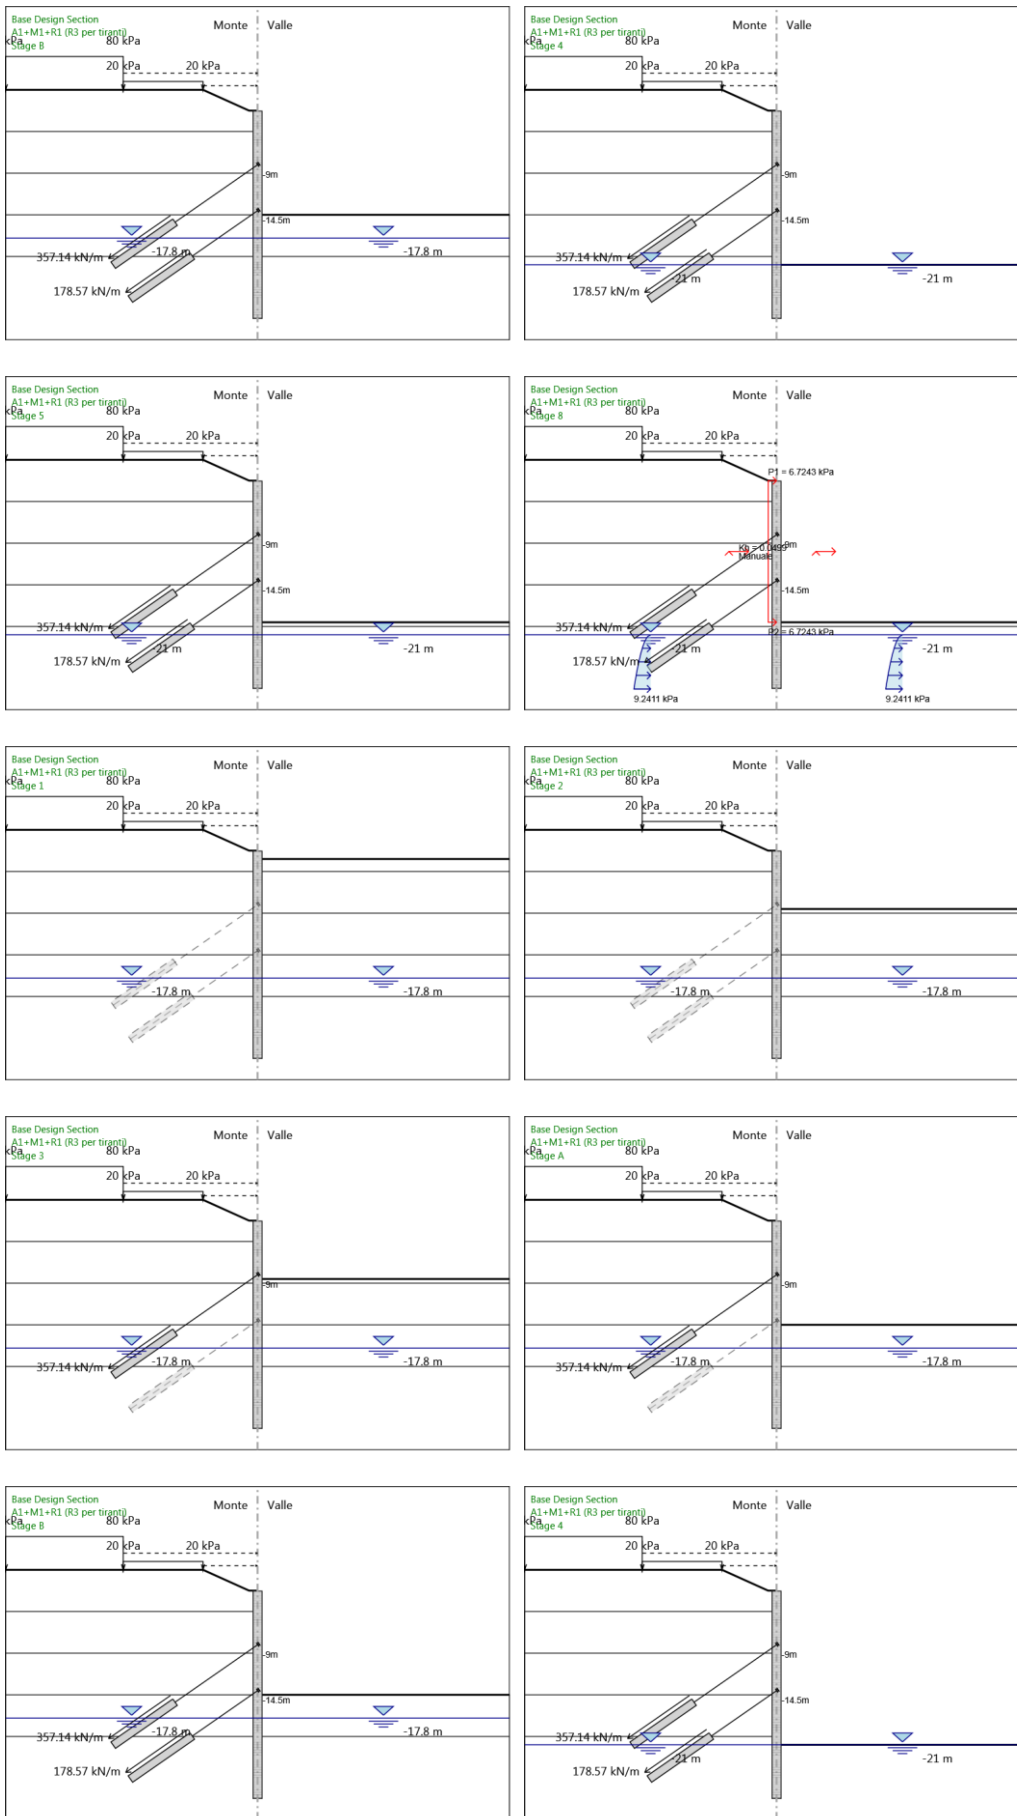 Base Design Section
A1+M1+R1 (R3 per tiranti)
Stage B
kPa
80 kPa
Monte
Valle
20 kPa
20 kPa
-9m
-14.5m
-17.8 m
-17.8 m
357.14 kN/m
178.57 kN/m
Base Design Section
A1+M1+R1 (R3 per tiranti)
Stage 4
kPa
80 kPa
Monte
Valle
20 kPa
20 kPa
-9m
-14.5m
357.14 kN/m
-21 m
-21 m
178.57 kN/m
Base Design Section
A1+M1+R1 (R3 per tiranti)
Stage 5
kPa
80 kPa
Monte
Valle
20 kPa
20 kPa
-9m
-14.5m
357.14 kN/m
-21 m
-21 m
178.57 kN/m
Base Design Section
A1+M1+R1 (R3 per tiranti)
Stage 8
kPa
80 kPa
Monte
Valle
20 kPa
20 kPa
P1 = 6.7243 kPa
Kh = 0.0499
Manuale
-9m
-14.5m
357.14 kN/m
P2 = 6.7243 kPa
-21 m
-21 m
178.57 kN/m
9.2411 kPa
9.2411 kPa
Base Design Section
A1+M1+R1 (R3 per tiranti)
Stage 1
kPa
80 kPa
Monte
Valle
20 kPa
20 kPa
-17.8 m
-17.8 m
Base Design Section
A1+M1+R1 (R3 per tiranti)
Stage 2
kPa
80 kPa
Monte
Valle
20 kPa
20 kPa
-17.8 m
-17.8 m
Base Design Section
A1+M1+R1 (R3 per tiranti)
Stage 3
kPa
80 kPa
Monte
Valle
20 kPa
20 kPa
-9m
-17.8 m
-17.8 m
357.14 kN/m
Base Design Section
A1+M1+R1 (R3 per tiranti)
Stage A
kPa
80 kPa
Monte
Valle
20 kPa
20 kPa
-9m
-17.8 m
-17.8 m
357.14 kN/m
Base Design Section
A1+M1+R1 (R3 per tiranti)
Stage B
kPa
80 kPa
Monte
Valle
20 kPa
20 kPa
-9m
-14.5m
-17.8 m
-17.8 m
357.14 kN/m
178.57 kN/m
Base Design Section
A1+M1+R1 (R3 per tiranti)
Stage 4
kPa
80 kPa
Monte
Valle
20 kPa
20 kPa
-9m
-14.5m
357.14 kN/m
-21 m
-21 m
178.57 kN/m